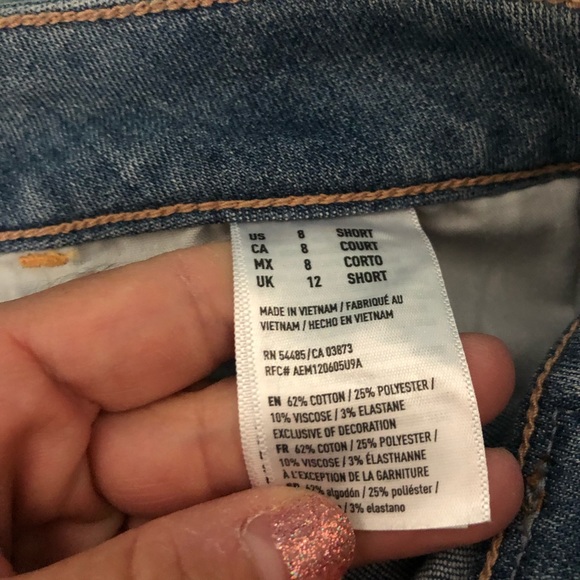 US 8 SHORT
CA 8 COURT
MX 8 CORTO
UK 12 SHORT
MADE IN VIETNAM / FABRIQUÉ AU
VIETNAM / HECHO EN VIETNAM
RN 54485/CA 03873
RFC# AEM120605U9A
EN 62% COTTON / 25% POLYESTER /
10% VISCOSE / 3% ELASTANE
EXCLUSIVE OF DECORATION
FR 62% COTON / 25% POLYESTER /
10% VISCOSE / 3% ÉLASTHANNE
À L'EXCEPTION DE LA GARNITURE
62% algodón / 25% poliéster /
/ 3% elastano